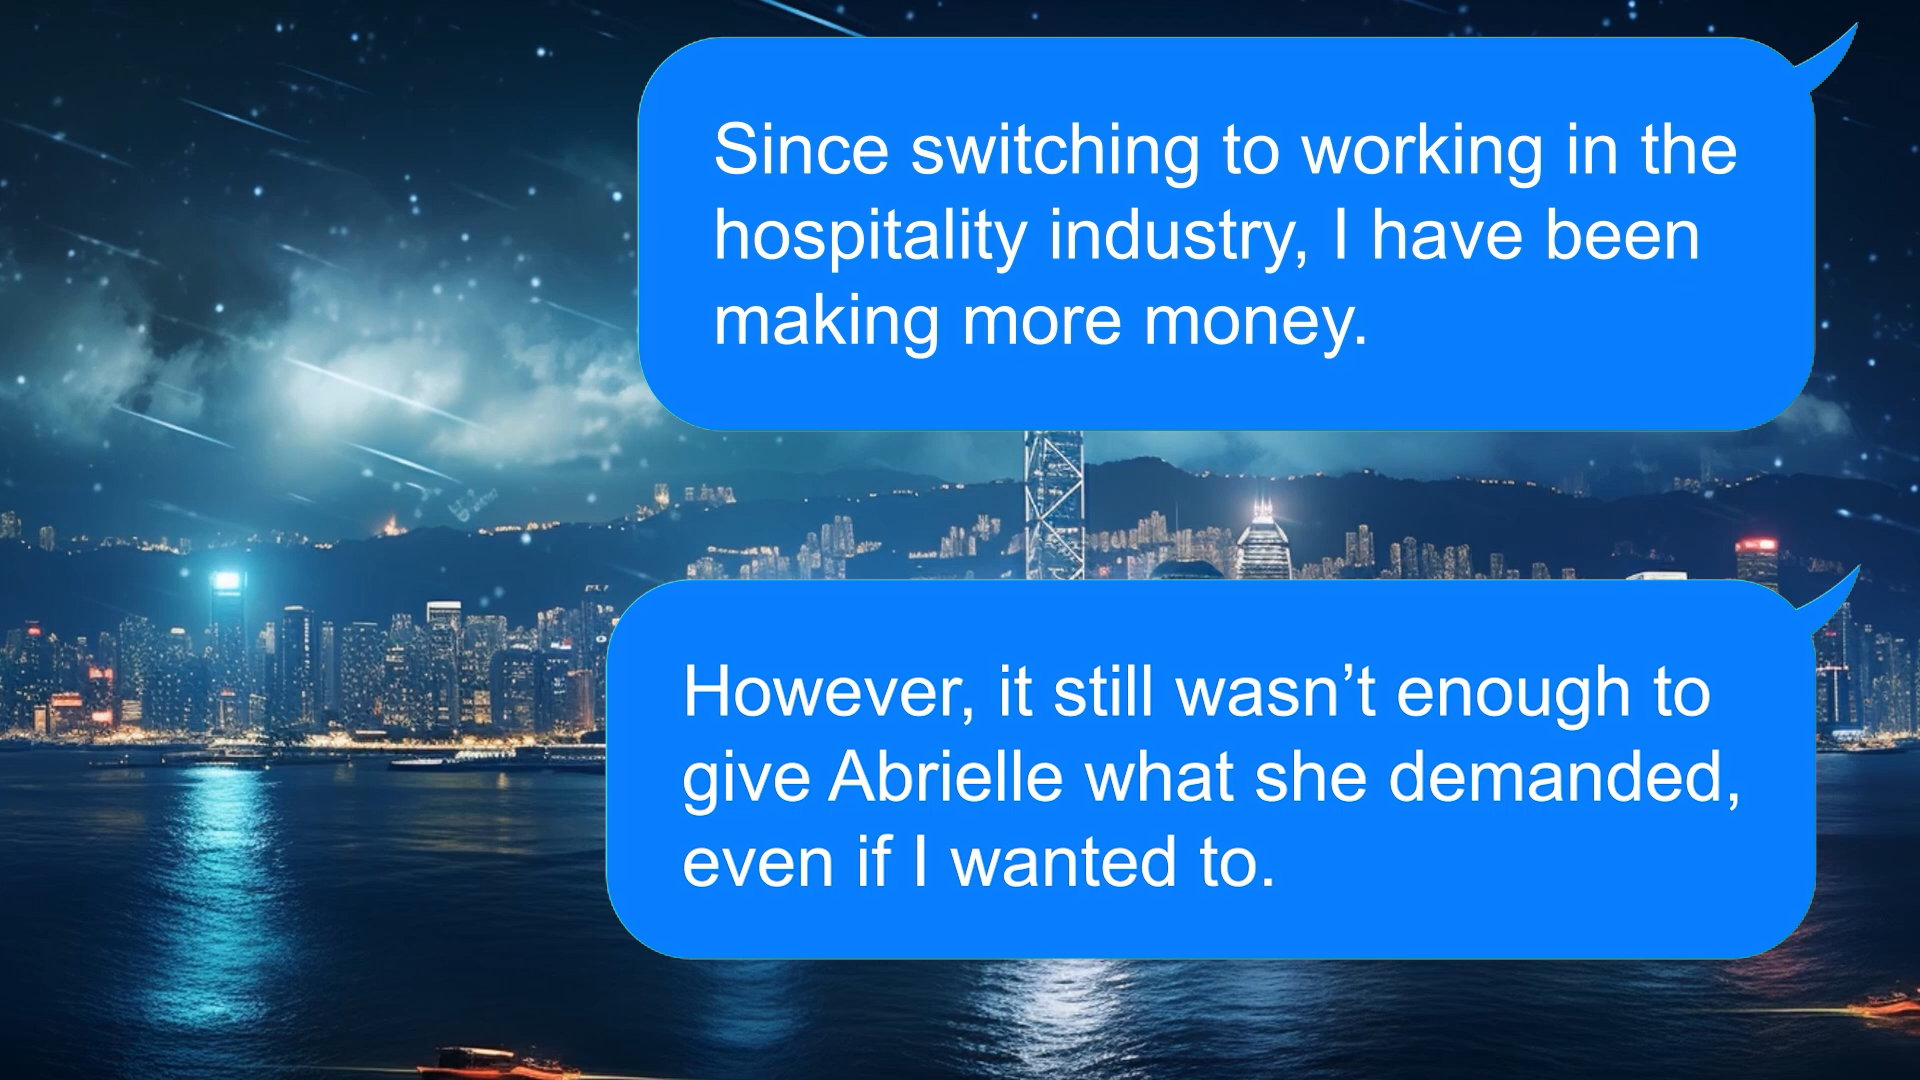 Since switching to working in the
hospitality industry, I have been
making more money.
However, it still wasn’t enough to
give Abrielle what she demanded,
even if I wanted to.